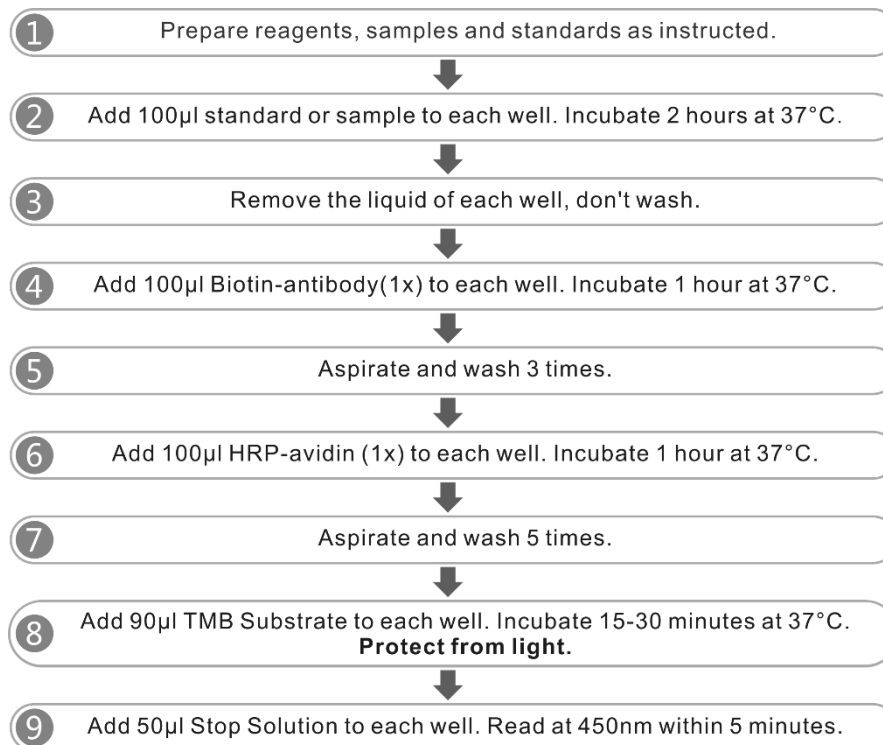 1 Prepare reagents, samples and standards as instructed.
2 Add 100μl standard or sample to each well. Incubate 2 hours at 37°C.
3 Remove the liquid of each well, don't wash.
4 Add 100μl Biotin-antibody(1x) to each well. Incubate 1 hour at 37°C.
5 Aspirate and wash 3 times.
6 Add 100μl HRP-avidin (1x) to each well. Incubate 1 hour at 37°C.
7 Aspirate and wash 5 times.
8 Add 90μl TMB Substrate to each well. Incubate 15-30 minutes at 37°C.
Protect from light.
9 Add 50μl Stop Solution to each well. Read at 450nm within 5 minutes.